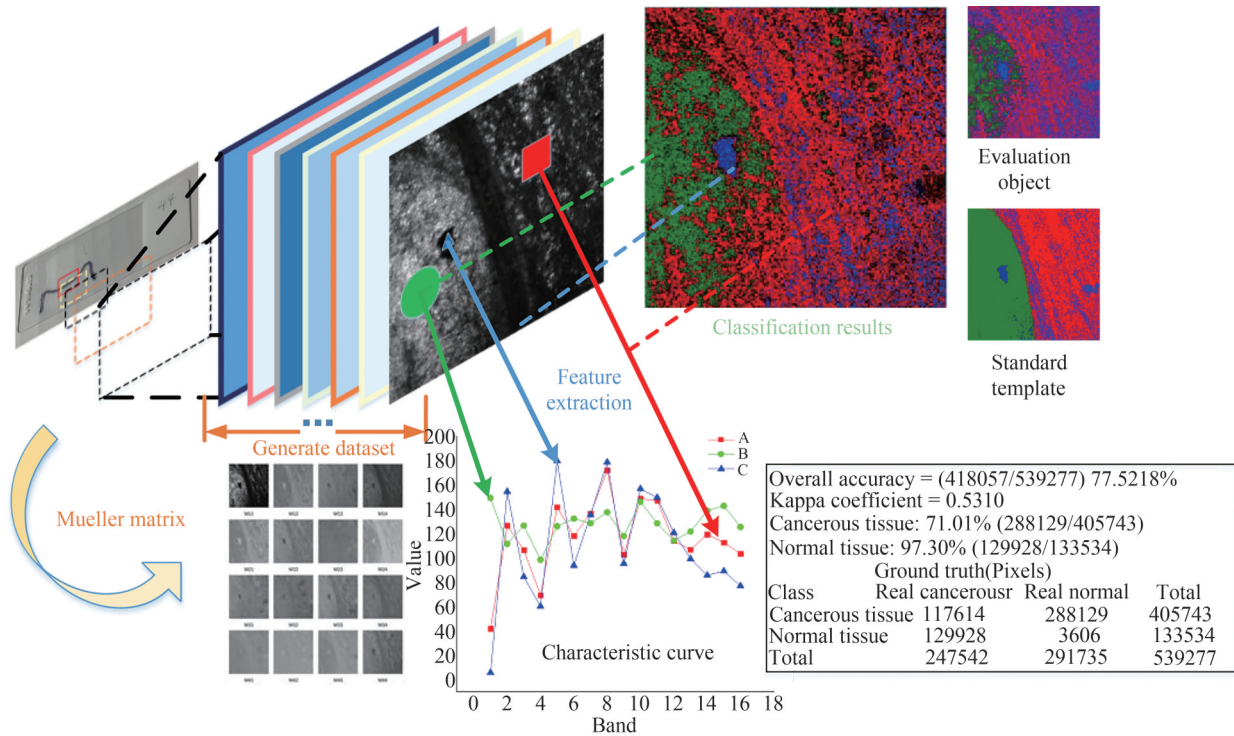 Evaluation
object
Standard
template
Classification results
Feature
extraction
Generate dataset
Mueller matrix
200
180
160
140
120
100
80
60
40
20
0
Value
A
B
C
Characteristic curve
0 2 4 6 8 10 12 14 16 18
Band
Overall accuracy = (418057/539277) 77.5218%
Kappa coefficient = 0.5310
Cancerous tissue: 71.01% (288129/405743)
Normal tissue: 97.30% (129928/133534)
Ground truth(Pixels)
Class Real cancerousr Real normal Total
Cancerous tissue 117614 288129 405743
Normal tissue 129928 3606 133534
Total 247542 291735 539277